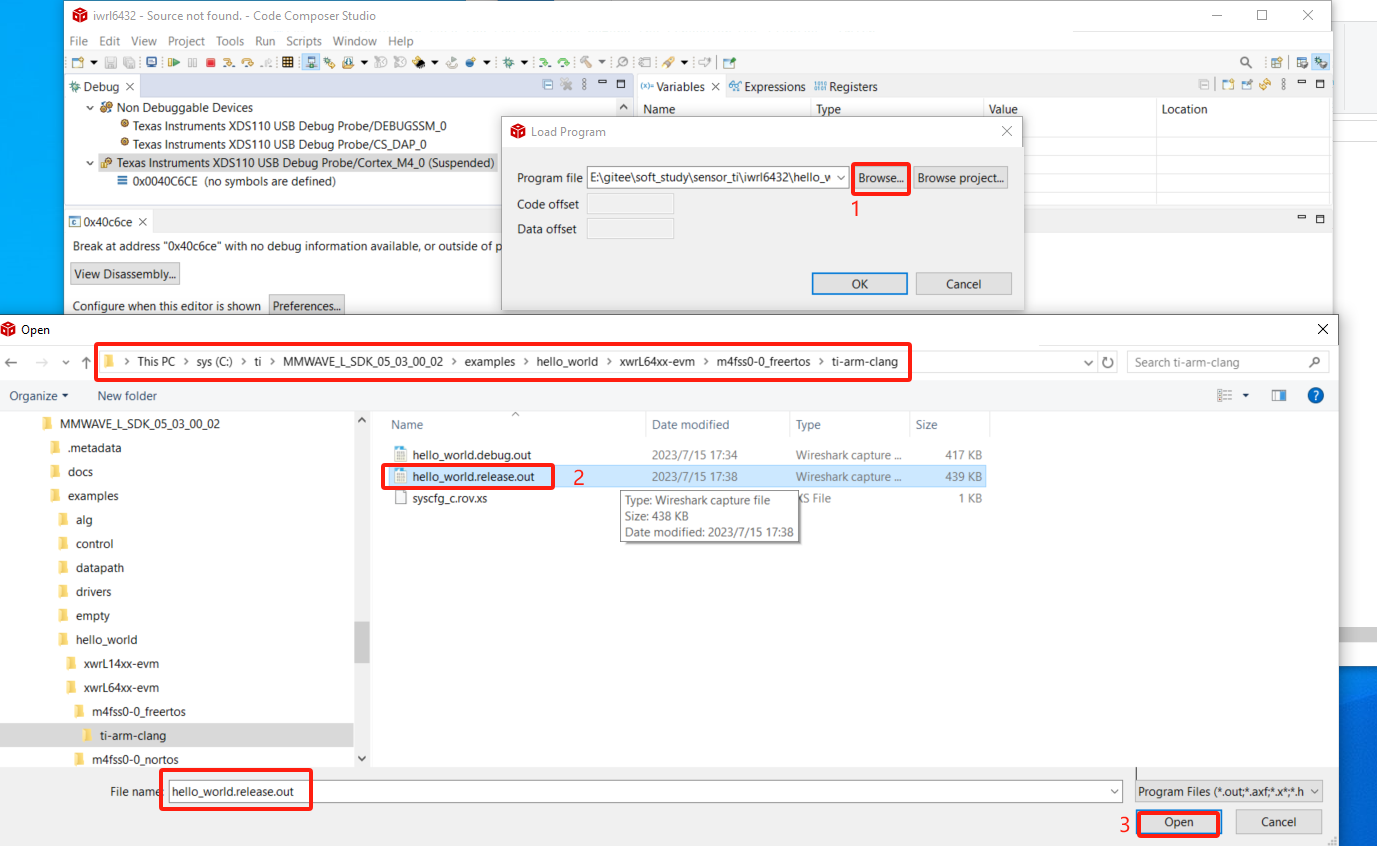 iwrl6432 - Source not found. - Code Composer Studio
File Edit View Project Tools Run Scripts Window Help
Debug
Variables Expressions Registers
Non Debuggable Devices
Texas Instruments XDS110 USB Debug Probe/DEBUGSSM_0
Texas Instruments XDS110 USB Debug Probe/CS_DAP_0
Texas Instruments XDS110 USB Debug Probe/Cortex_M4_0 (Suspended)
0x0040C6CE (no symbols are defined)
Name Type Value Location
0x40c6ce
Break at address "0x40c6ce" with no debug information available, or outside of p
View Disassembly...
Configure when this editor is shown Preferences...
Load Program
Program file E:\gitee\soft_study\sensor_ti\iwrl6432\hello_w Browse... Browse project...
1
Code offset
Data offset
OK Cancel
Open
This PC > sys (C:) > ti > MMWAVE_L_SDK_05_03_00_02 > examples > hello_world > xwrL64xx-evm > m4fss0-0_freertos > ti-arm-clang
Search ti-arm-clang
Organize New folder
MMWAVE_L_SDK_05_03_00_02
.metadata
docs
examples
alg
control
datapath
drivers
empty
hello_world
xwrL14xx-evm
xwrL64xx-evm
m4fss0-0_freertos
ti-arm-clang
m4fss0-0_nortos
Name Date modified Type Size
hello_world.debug.out 2023/7/15 17:34 Wireshark capture ... 417 KB
hello_world.release.out 2 2023/7/15 17:38 Wireshark capture ... 439 KB
syscfg_c.rov.xs XS File 1 KB
Type: Wireshark capture file
Size: 438 KB
Date modified: 2023/7/15 17:38
File name: hello_world.release.out
Program Files (*.out;*.axf;*.x*;*.h
3 Open Cancel